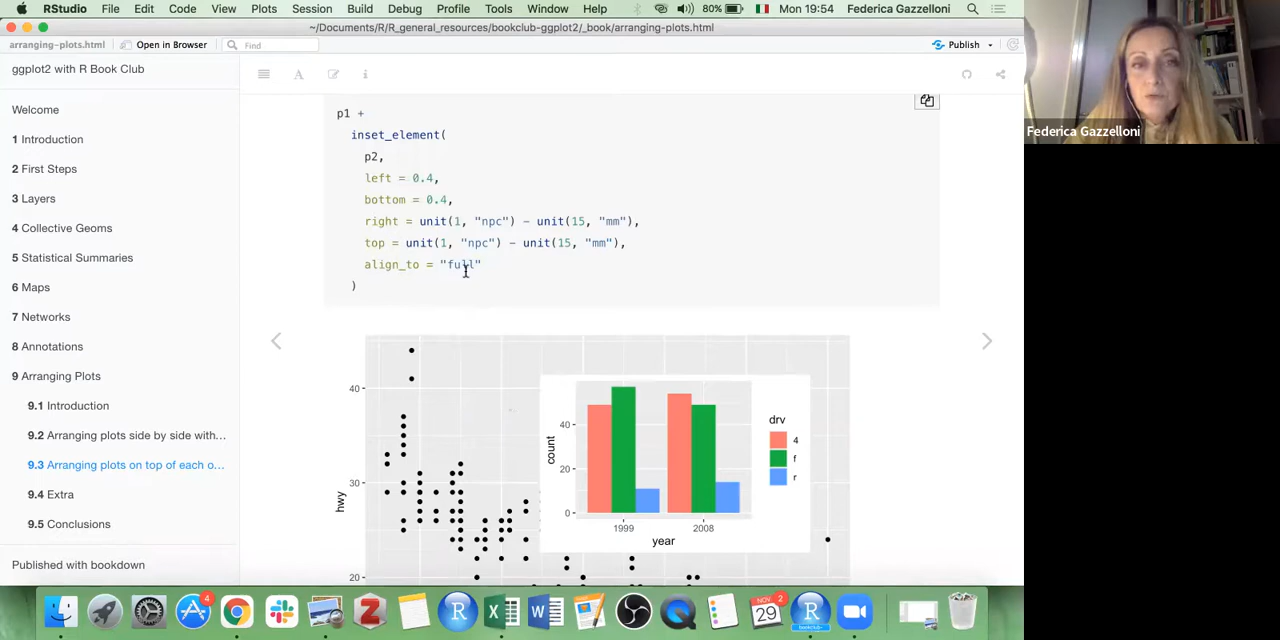 RStudio File Edit Code View Plots Session Build Debug Profile Tools Window Help 80% Mon 19:54 Federica Gazzelloni
~/Documents/R/R_general_resources/bookclub-ggplot2/_book/arranging-plots.html
arranging-plots.html Open in Browser Find Publish
ggplot2 with R Book Club
Welcome
1 Introduction
2 First Steps
3 Layers
4 Collective Geoms
5 Statistical Summaries
6 Maps
7 Networks
8 Annotations
9 Arranging Plots
9.1 Introduction
9.2 Arranging plots side by side with...
9.3 Arranging plots on top of each o...
9.4 Extra
9.5 Conclusions
Published with bookdown
p1 +
inset_element(
p2,
left = 0.4,
bottom = 0.4,
right = unit(1, "npc") - unit(15, "mm"),
top = unit(1, "npc") - unit(15, "mm"),
align_to = "full"
)
40
30
20
hwy
40
20
0
count
1999 2008
year
drv
4
f
r
Federica Gazzelloni
4
NOV 2
29